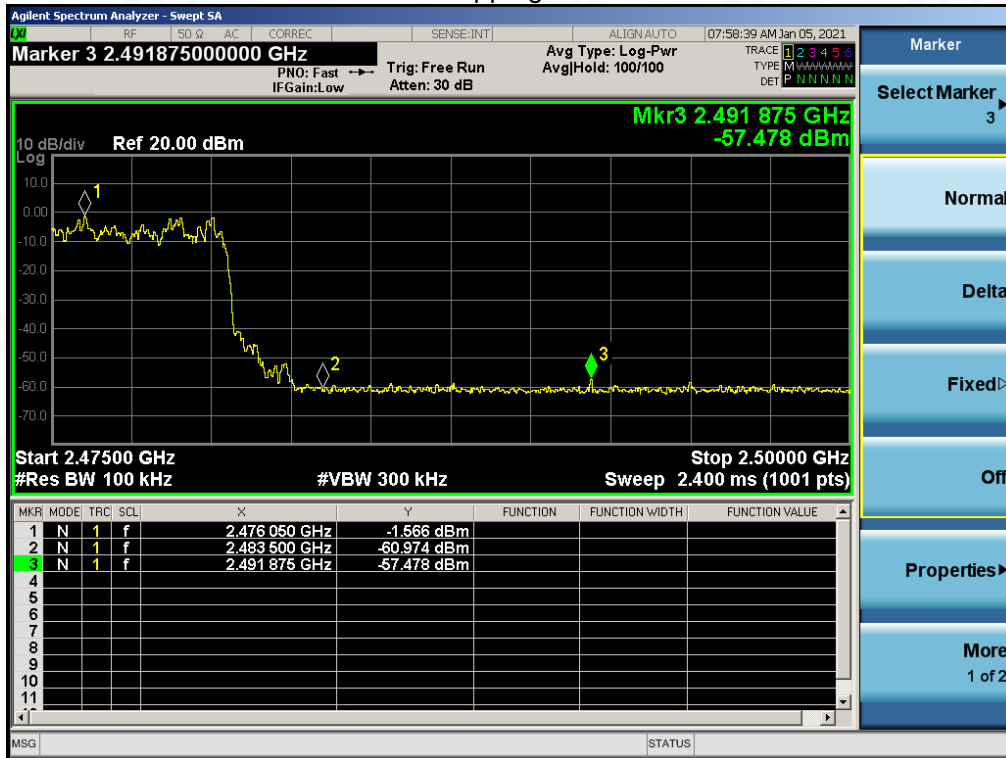 Agilent Spectrum Analyzer - Swept SA
LXI RF 50 Ω AC CORREC SENSE:INT ALIGN AUTO 07:58:39 AM Jan 05, 2021
Marker 3 2.491875000000 GHz
PNO: Fast Trig: Free Run Avg Type: Log-Pwr TRACE 1 2 3 4 5 6
IFGain:Low Atten: 30 dB Avg|Hold: 100/100 TYPE M
DET P N N N N N
Mkr3 2.491 875 GHz
-57.478 dBm
10 dB/div Ref 20.00 dBm
Log
10.0
0.00
-10.0
-20.0
-30.0
-40.0
-50.0
-60.0
-70.0
1
2
3
Start 2.47500 GHz Stop 2.50000 GHz
#Res BW 100 kHz #VBW 300 kHz Sweep 2.400 ms (1001 pts)
MKR MODE TRC SCL X Y FUNCTION FUNCTION WIDTH FUNCTION VALUE
1 N 1 f 2.476 050 GHz -1.566 dBm
2 N 1 f 2.483 500 GHz -60.974 dBm
3 N 1 f 2.491 875 GHz -57.478 dBm
4
5
6
7
8
9
10
11
MSG STATUS
Marker
Select Marker
3
Normal
Delta
Fixed
Off
Properties
More
1 of 2